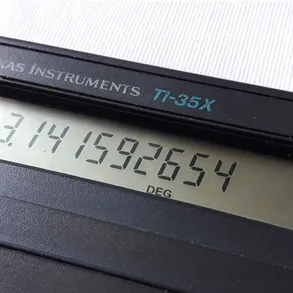 AS INSTRUMENTS TI-35X
3.141592654
DEG